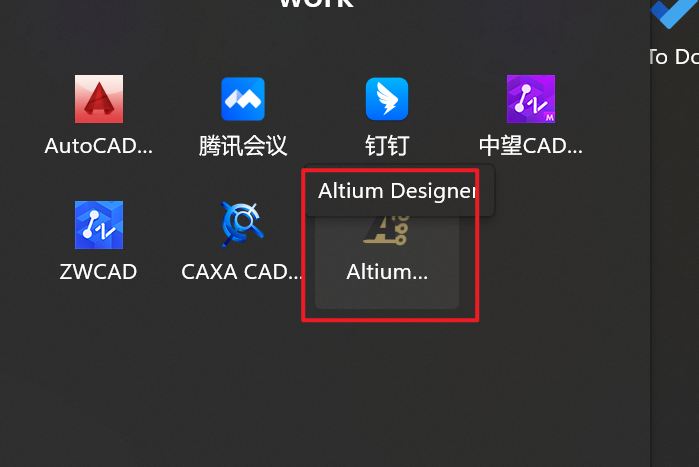 work
To Do
AutoCAD...
腾讯会议
钉钉
中望CAD...
Altium Designer
ZWCAD
CAXA CAD...
Altium...